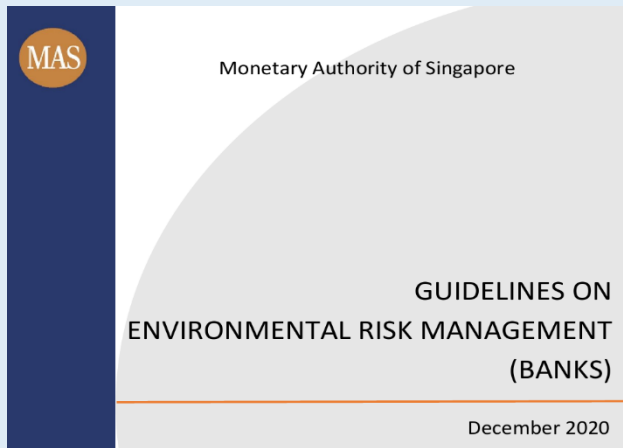 MAS
Monetary Authority of Singapore
GUIDELINES ON
ENVIRONMENTAL RISK MANAGEMENT
(BANKS)
December 2020